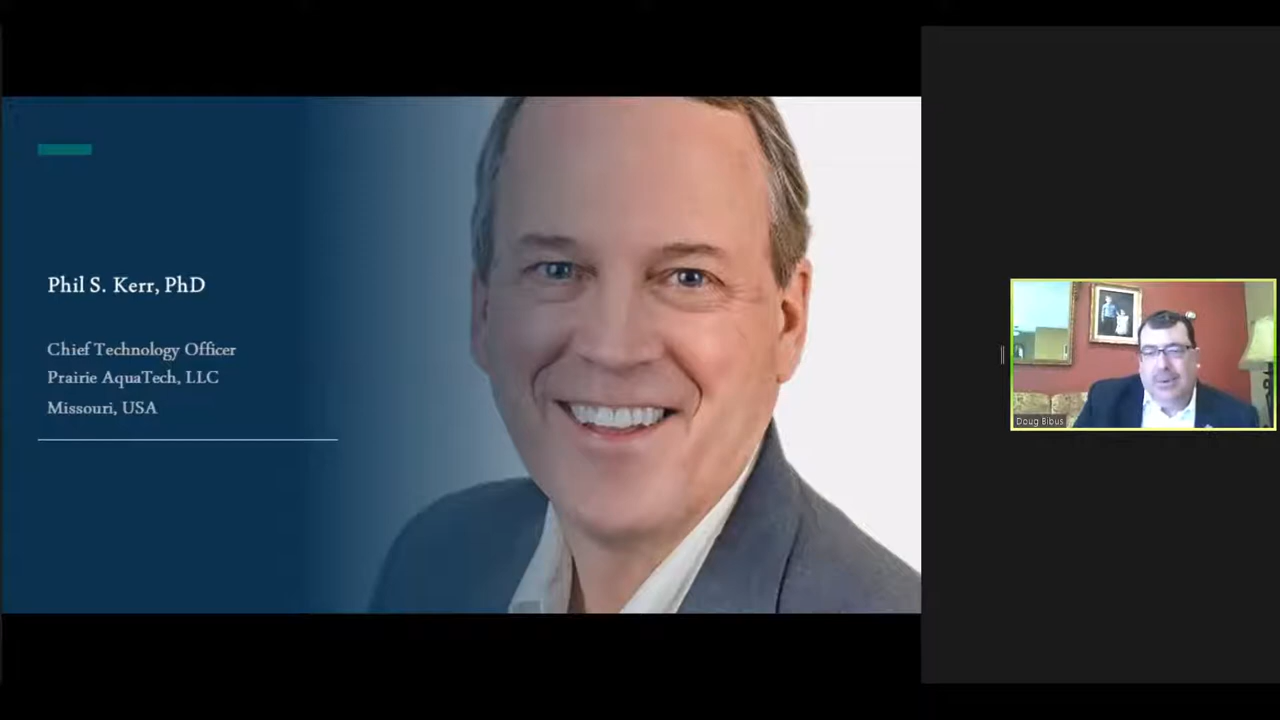 Phil S. Kerr, PhD
Chief Technology Officer
Prairie AquaTech, LLC
Missouri, USA
Doug Bibus